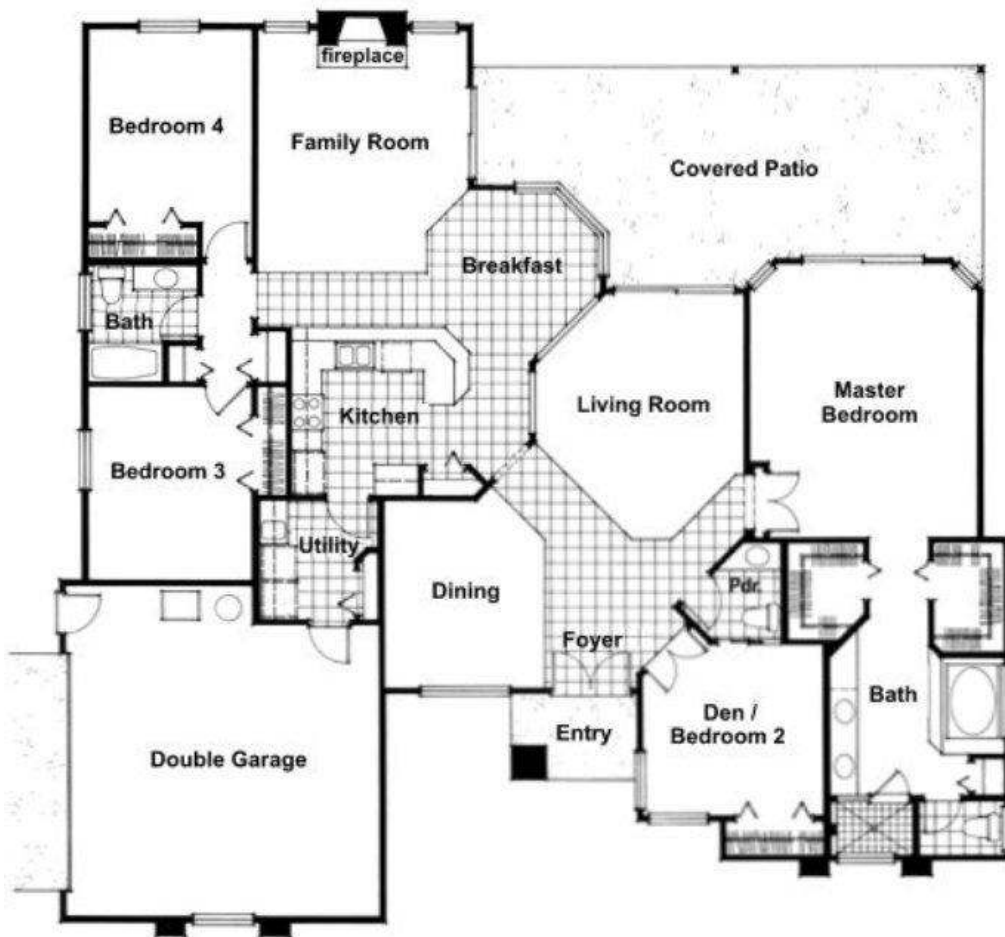 fireplace
Bedroom 4
Family Room
Covered Patio
Breakfast
Bath
Kitchen
Living Room
Master
Bedroom
Bedroom 3
Utility
Dining
Pdr.
Foyer
Bath
Den /
Bedroom 2
Entry
Double Garage